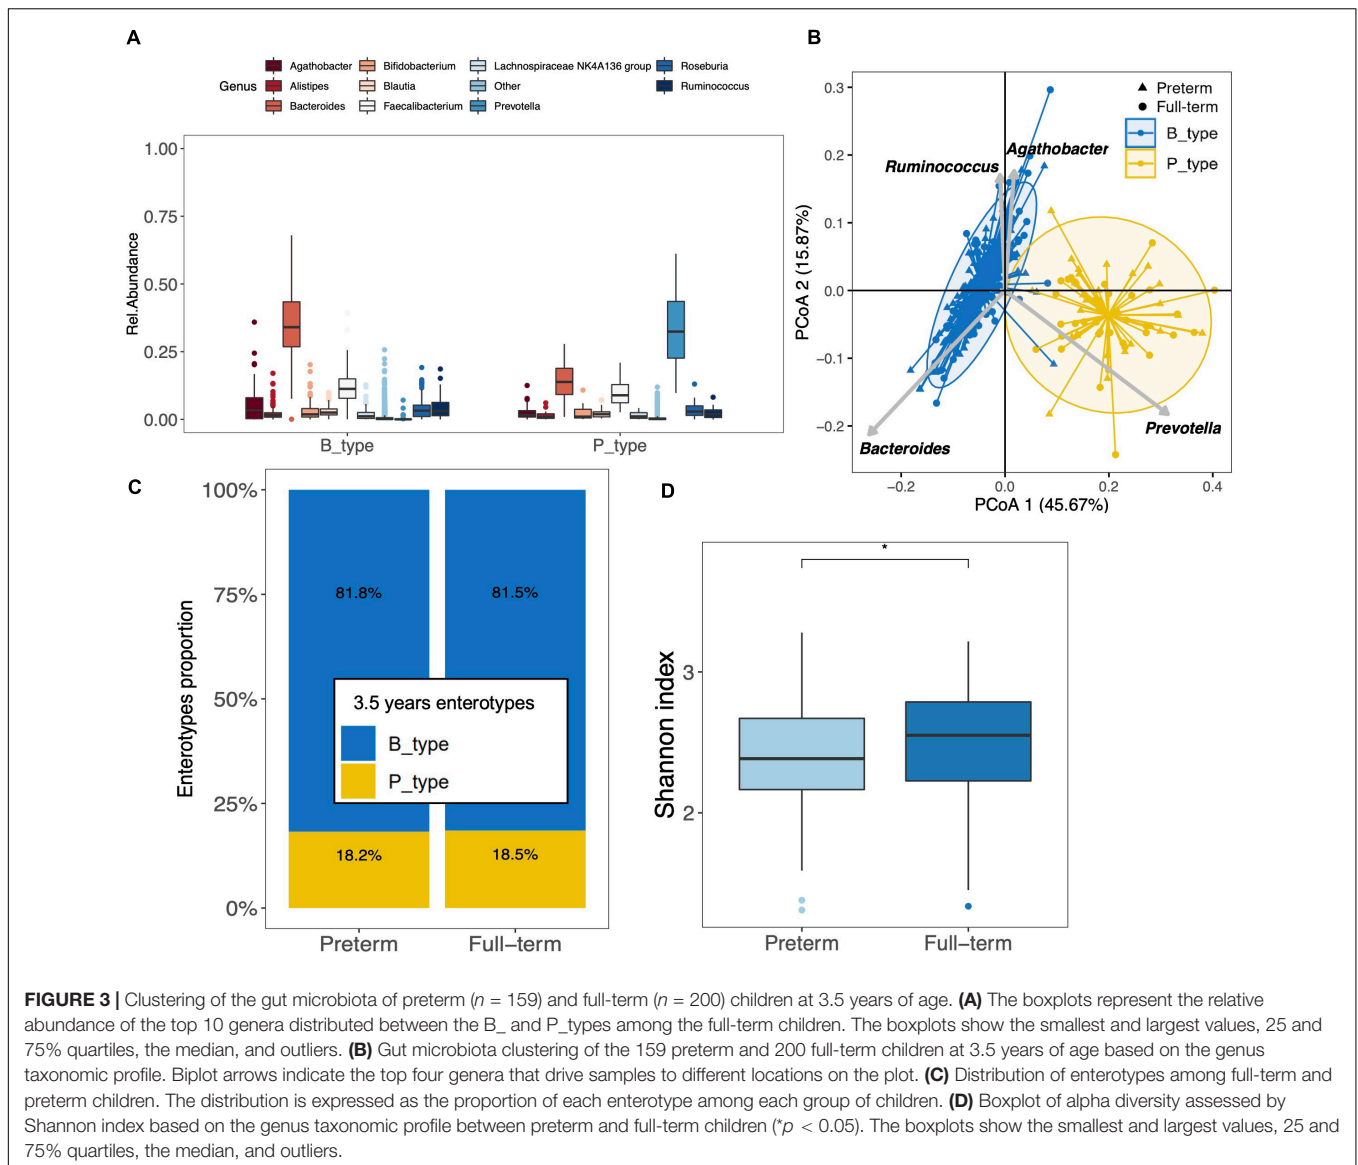 A
Genus
Agathobacter
Bifidobacterium
Lachnospiraceae NK4A136 group
Roseburia
Alistipes
Blautia
Other
Ruminococcus
Bacteroides
Faecalibacterium
Prevotella
Rel.Abundance
1.00
0.75
0.50
0.25
0.00
B_type
P_type
B
Preterm
Full-term
B_type
P_type
PCoA 2 (15.87%)
0.3
0.2
0.1
0.0
−0.1
−0.2
Ruminococcus
Agathobacter
Bacteroides
Prevotella
−0.2
0.0
0.2
0.4
PCoA 1 (45.67%)
C
Enterotypes proportion
100%
75%
50%
25%
0%
81.8%
81.5%
3.5 years enterotypes
B_type
P_type
18.2%
18.5%
Preterm
Full−term
D
Shannon index
3
2
*
Preterm
Full−term
FIGURE 3 | Clustering of the gut microbiota of preterm (n = 159) and full-term (n = 200) children at 3.5 years of age. (A) The boxplots represent the relative
abundance of the top 10 genera distributed between the B_ and P_types among the full-term children. The boxplots show the smallest and largest values, 25 and
75% quartiles, the median, and outliers. (B) Gut microbiota clustering of the 159 preterm and 200 full-term children at 3.5 years of age based on the genus
taxonomic profile. Biplot arrows indicate the top four genera that drive samples to different locations on the plot. (C) Distribution of enterotypes among full-term and
preterm children. The distribution is expressed as the proportion of each enterotype among each group of children. (D) Boxplot of alpha diversity assessed by
Shannon index based on the genus taxonomic profile between preterm and full-term children (*p < 0.05). The boxplots show the smallest and largest values, 25 and
75% quartiles, the median, and outliers.